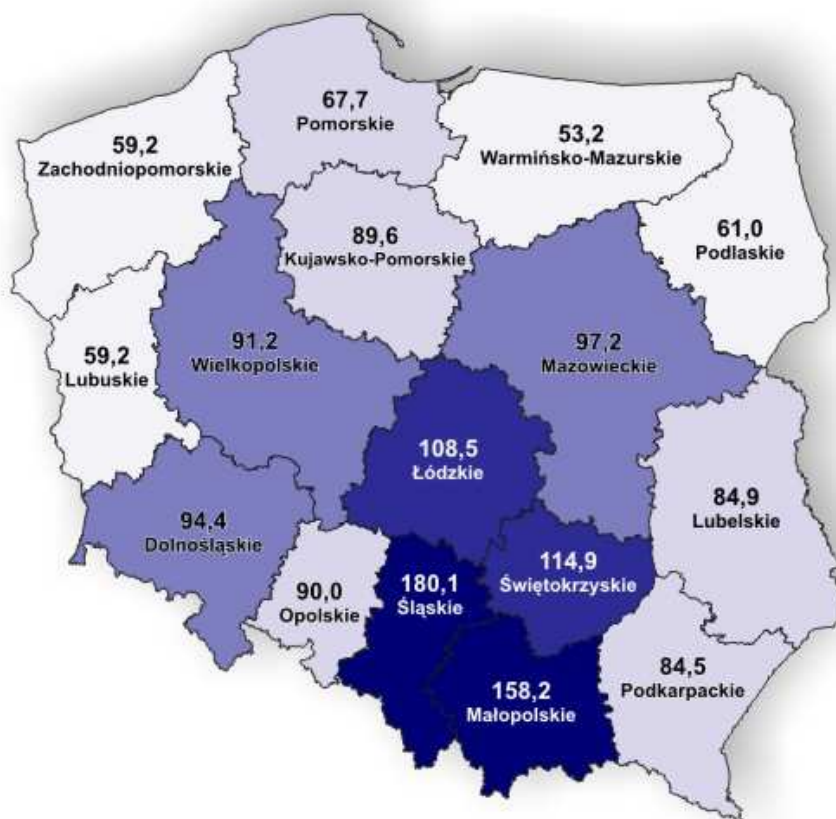 67,7
Pomorskie
59,2
Zachodniopomorskie
53,2
Warmińsko-Mazurskie
89,6
Kujawsko-Pomorskie
61,0
Podlaskie
91,2
Wielkopolskie
97,2
Mazowieckie
59,2
Lubuskie
108,5
Łódzkie
84,9
Lubelskie
94,4
Dolnośląskie
90,0
Opolskie
180,1
Śląskie
114,9
Świętokrzyskie
158,2
Małopolskie
84,5
Podkarpackie